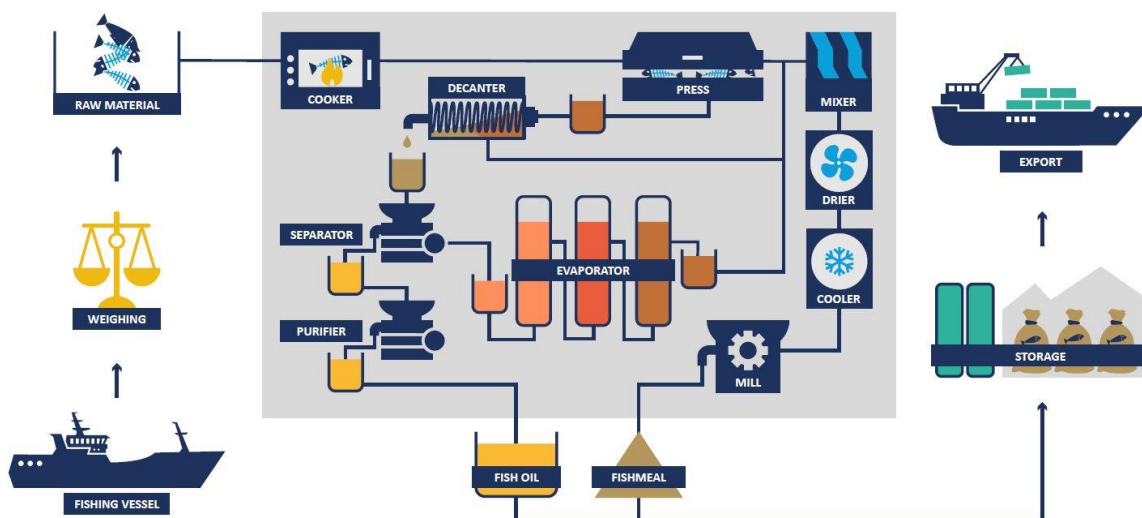 RAW MATERIAL
COOKER
DECANTER
PRESS
MIXER
EXPORT
DRIER
SEPARATOR
EVAPORATOR
COOLER
WEIGHING
PURIFIER
STORAGE
MILL
FISH OIL
FISHMEAL
FISHING VESSEL